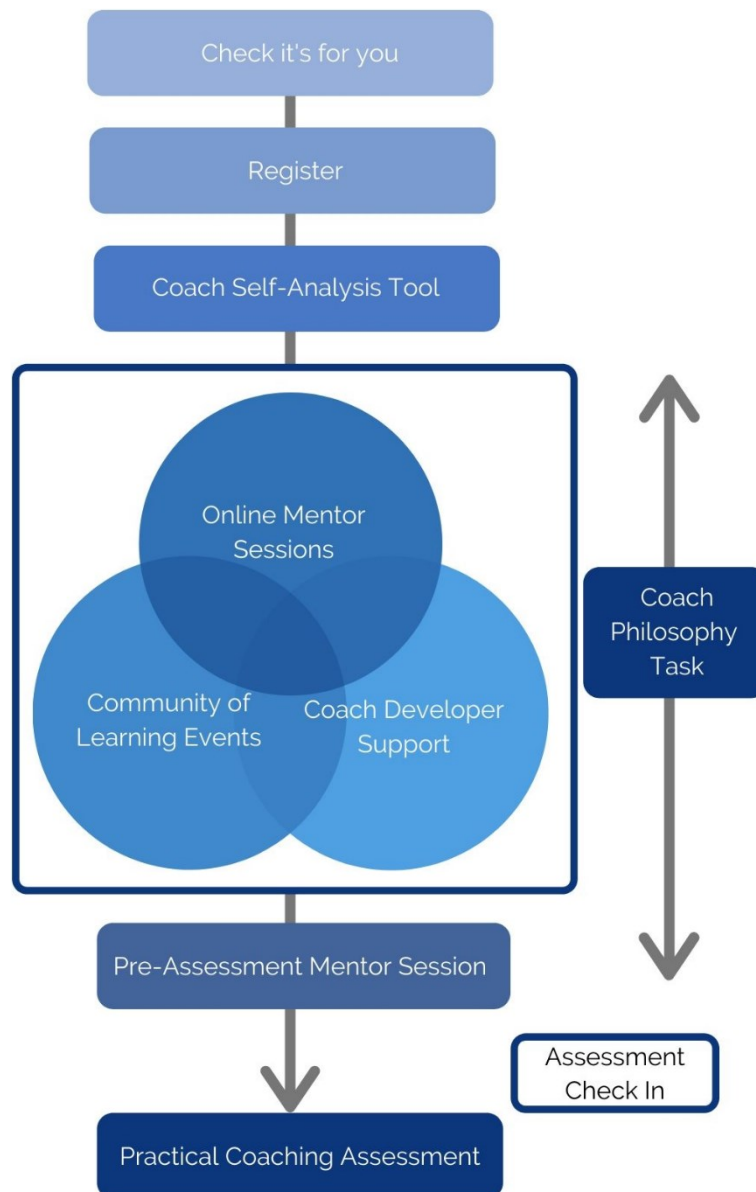 Check it's for you
Register
Coach Self-Analysis Tool
Online Mentor
Sessions
Community of
Learning Events
Coach Developer
Support
Coach
Philosophy
Task
Pre-Assessment Mentor Session
Assessment
Check In
Practical Coaching Assessment